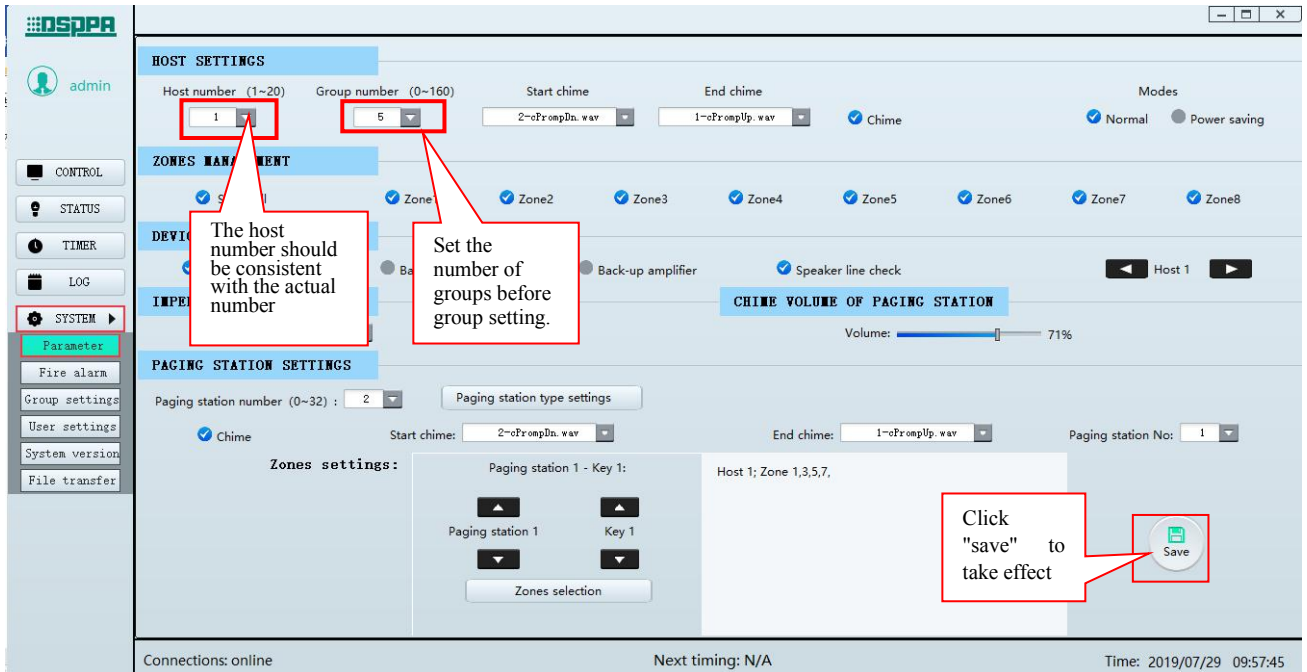 DSPPA
admin
HOST SETTINGS
Host number (1~20)
Group number (0~160)
Start chime
End chime
Modes
1
5
2-cPrompDn.wav
1-cPrompUp.wav
Chime
Normal
Power saving
ZONES
Zone1
Zone2
Zone3
Zone4
Zone5
Zone6
Zone7
Zone8
CONTROL
STATUS
TIMER
LOG
SYSTEM
Parameter
Fire alarm
Group settings
User settings
System version
File transfer
The host
number should
be consistent
with the actual
number
Set the
number of
groups before
group setting.
Back-up amplifier
Speaker line check
Host 1
CHIME VOLUME OF PAGING STATION
Volume:
71%
PAGING STATION SETTINGS
Paging station number (0~32) :
2
Paging station type settings
Chime
Start chime:
2-cPrompDn.wav
End chime:
1-cPrompUp.wav
Paging station No:
1
Zones settings:
Paging station 1 - Key 1:
Paging station 1
Key 1
Zones selection
Host 1; Zone 1,3,5,7,
Click
"save" to
take effect
Save
Connections: online
Next timing: N/A
Time: 2019/07/29 09:57:45